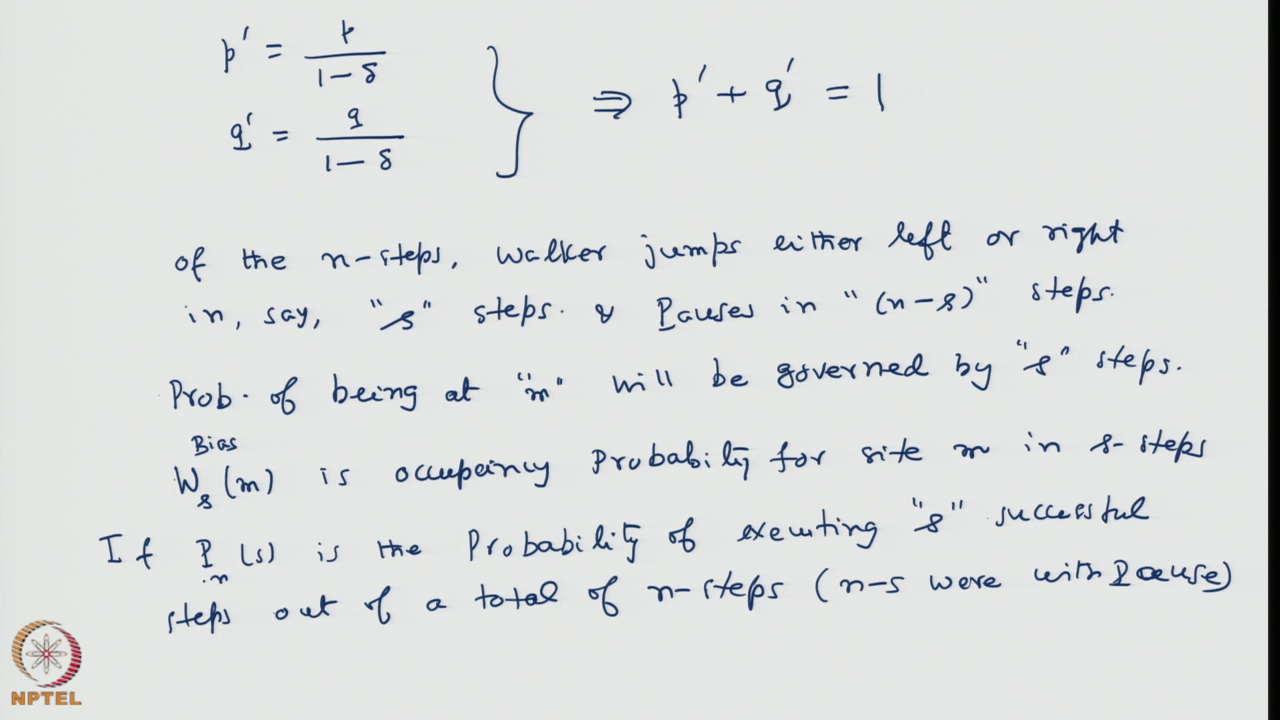 p' = p / 1 - δ
q' = q / 1 - δ
⇒ p' + q' = 1
of the n-steps, walker jumps either left or right
in, say, "s" steps. & Pauses in "(n-s)" steps.
Prob. of being at "m" will be governed by "s" steps.
Bias
W_s (m) is occupancy Probability for site m in s-steps
If P_n (s) is the Probability of executing "s" successful
steps out of a total of n-steps (n-s were with Pause)
NPTEL